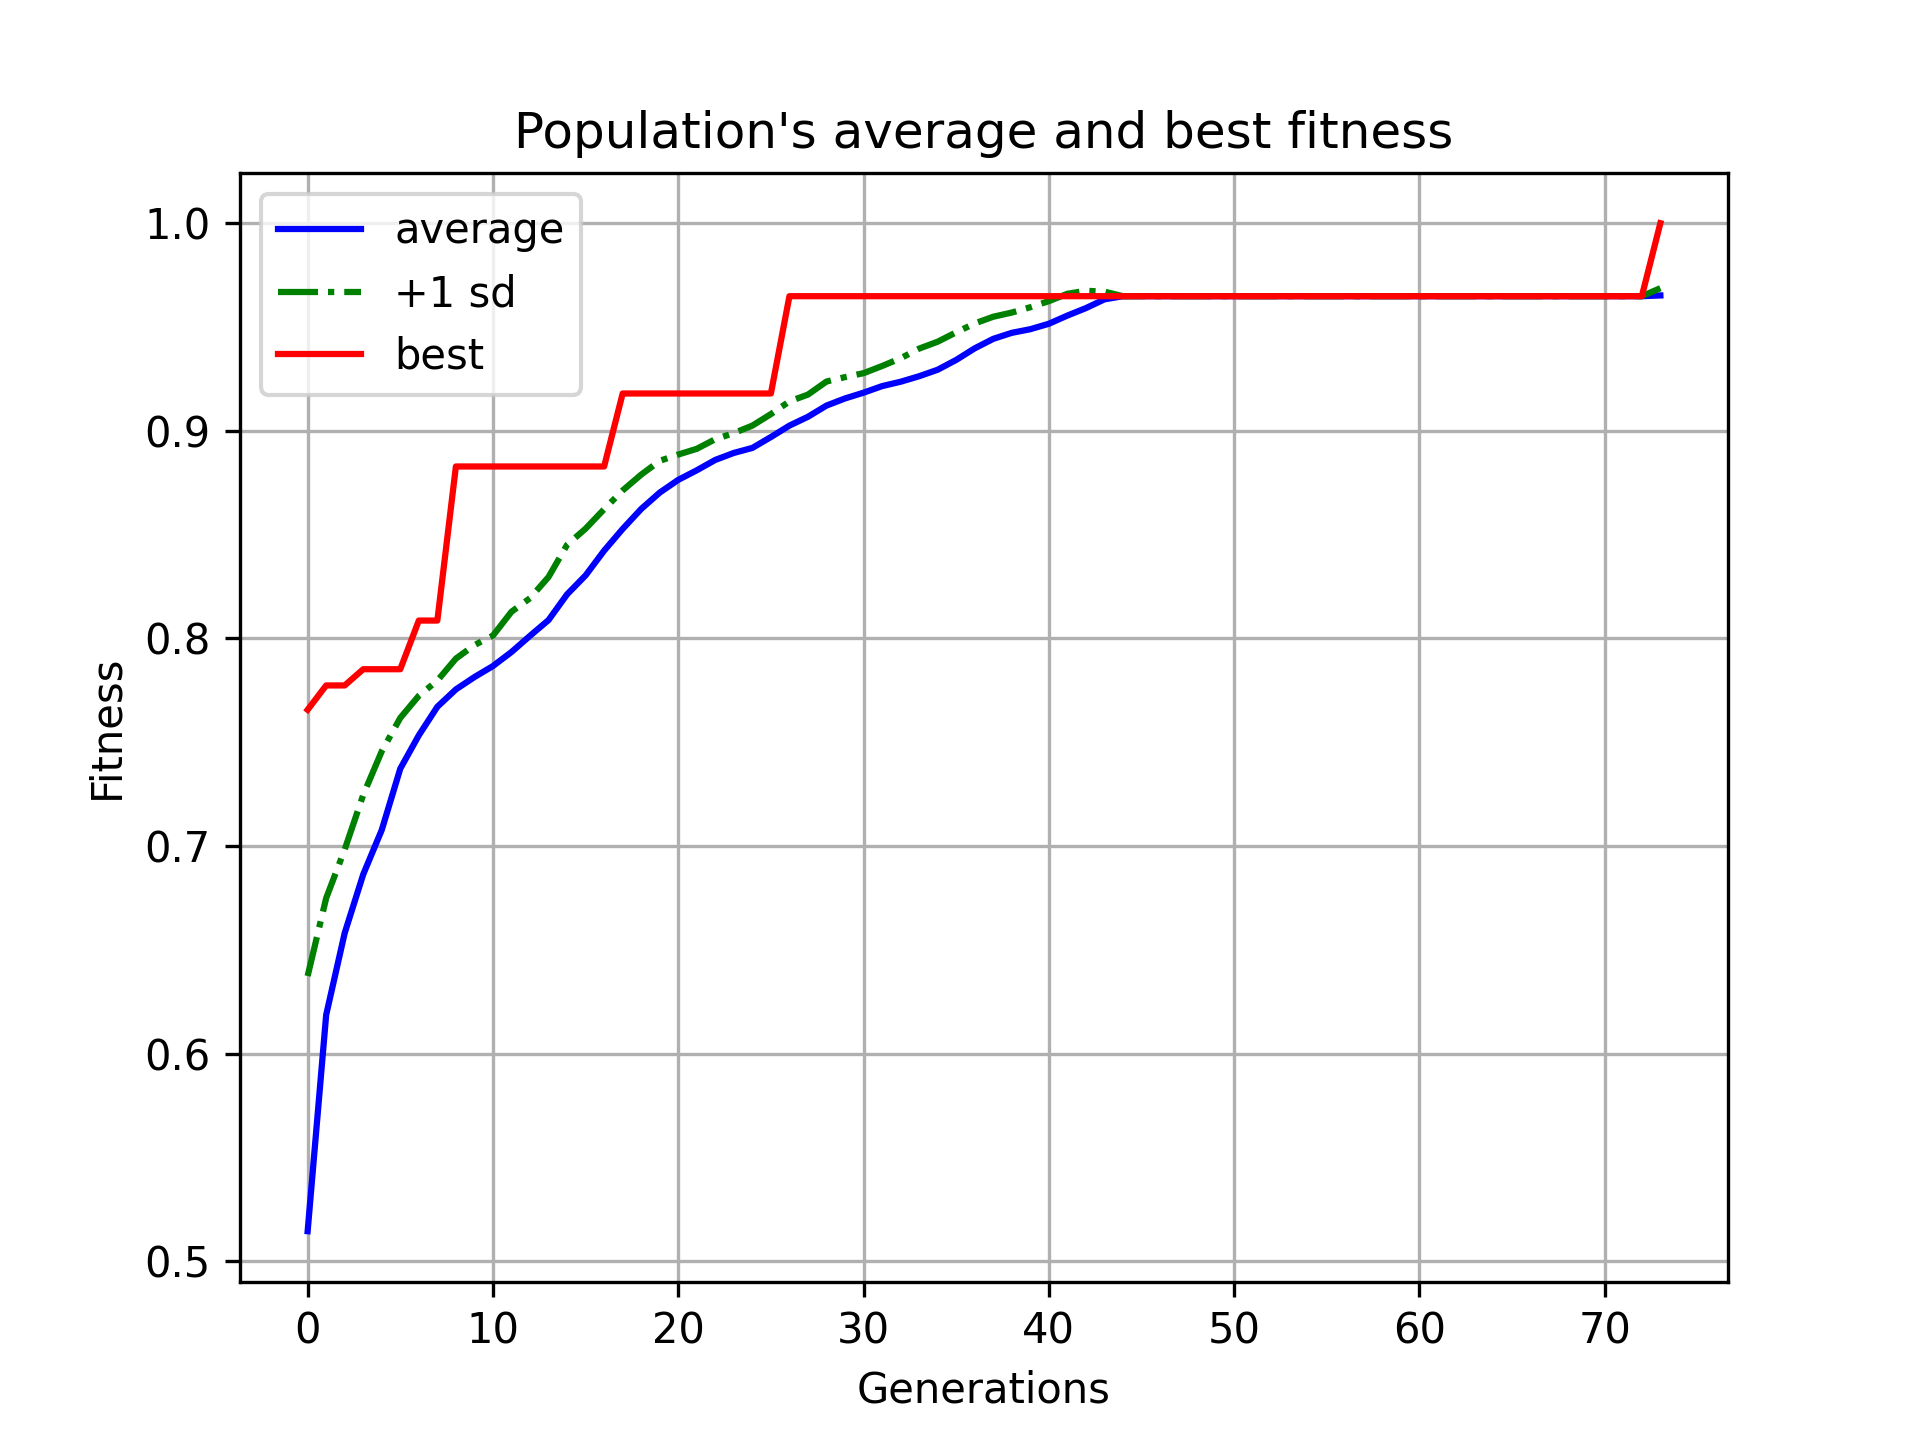 Population's average and best fitness
average
+1 sd
best
1.0
0.9
0.8
0.7
0.6
0.5
Fitness
0 10 20 30 40 50 60 70
Generations